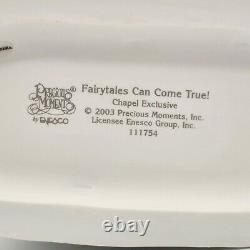 PRECIOUS MOMENTS®
by ENESCO
Fairytales Can Come True!
Chapel Exclusive
© 2003 Precious Moments, Inc.
Licensee Enesco Group, Inc.
111754